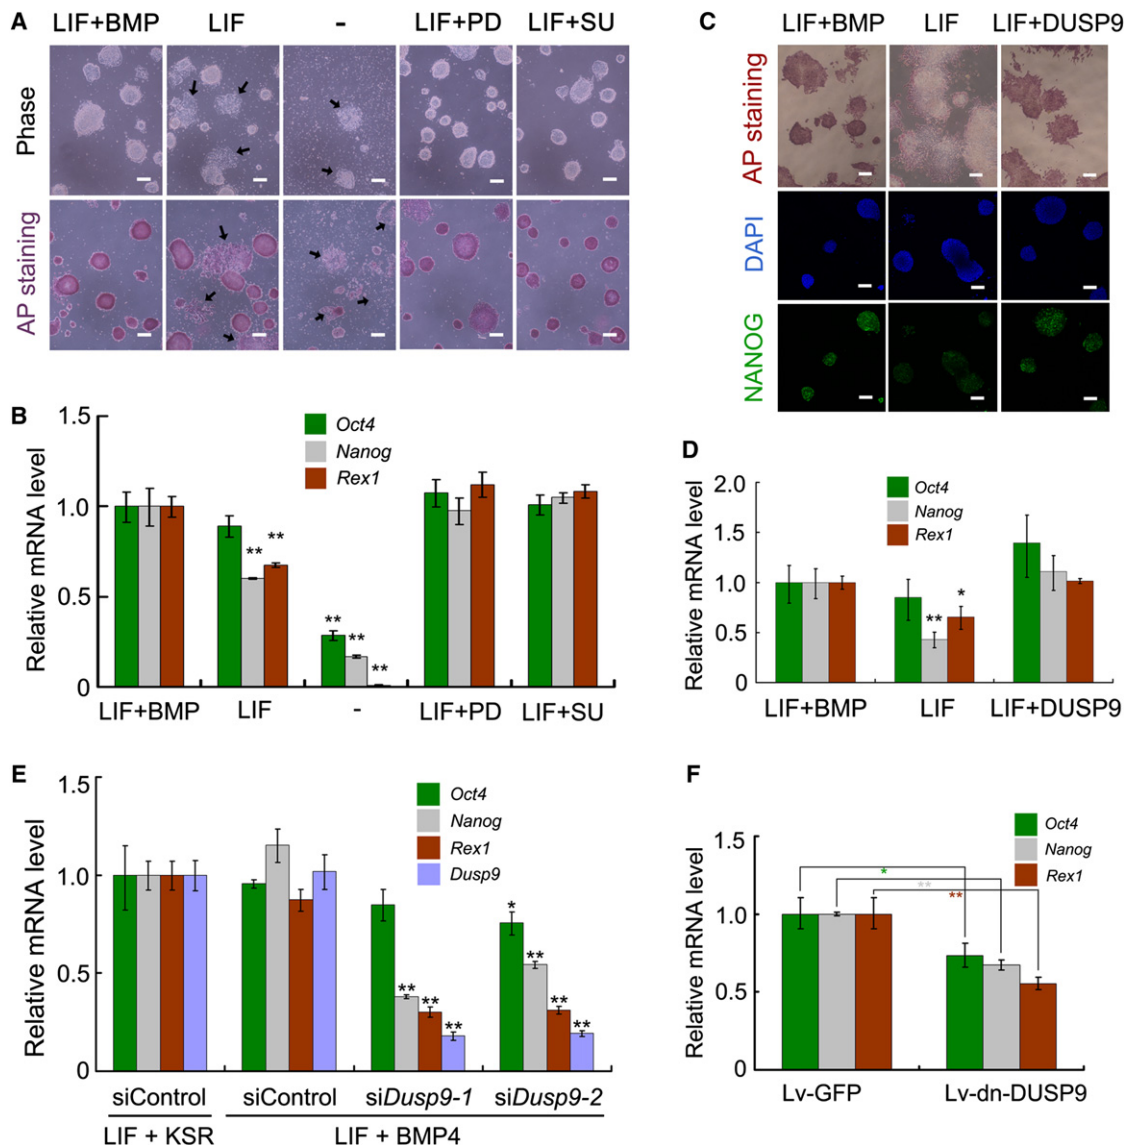 A
LIF+BMP LIF - LIF+PD LIF+SU
Phase
AP staining
B
Relative mRNA level
1.5
1.0
0.5
0
Oct4
Nanog
Rex1
** **
** ** **
LIF+BMP LIF - LIF+PD LIF+SU
C
LIF+BMP LIF LIF+DUSP9
AP staining
DAPI
NANOG
D
Relative mRNA level
2.0
1.5
1.0
0.5
0
Oct4
Nanog
Rex1
** *
LIF+BMP LIF LIF+DUSP9
E
Relative mRNA level
1.5
1.0
0.5
0
Oct4
Nanog
Rex1
Dusp9
** ** **
* ** ** **
siControl siControl siDusp9-1 siDusp9-2
LIF + KSR LIF + BMP4
F
Relative mRNA level
1.5
1.0
0.5
0
Oct4
Nanog
Rex1
*
**
**
Lv-GFP Lv-dn-DUSP9